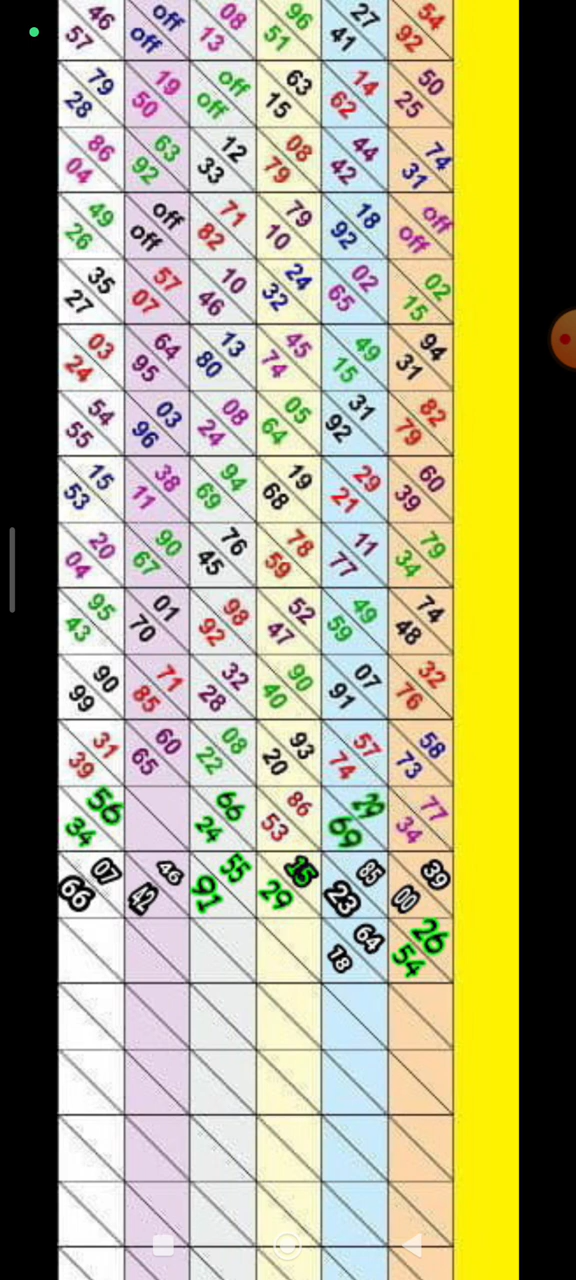 46 57 off off 08 13 96 51 27 41 54 92
79 28 19 50 off off 63 15 14 62 50 25
86 04 63 92 12 33 08 79 44 42 74 31
49 26 off off 71 82 79 10 18 92 off off
35 27 57 07 10 46 24 32 02 65 02 15
03 24 64 95 13 80 45 74 49 15 94 31
54 55 03 96 08 24 05 64 31 92 82 79
15 53 38 11 94 69 19 68 29 21 60 39
20 04 90 67 76 45 78 59 11 77 79 34
95 43 01 70 98 92 52 47 49 59 74 48
90 99 71 85 32 28 90 40 07 91 32 76
31 39 60 65 08 22 93 20 57 74 58 73
56 34 66 24 86 53 29 69 77 34
07 66 46 42 55 91 15 29 85 23 39 00
64 18 26 54